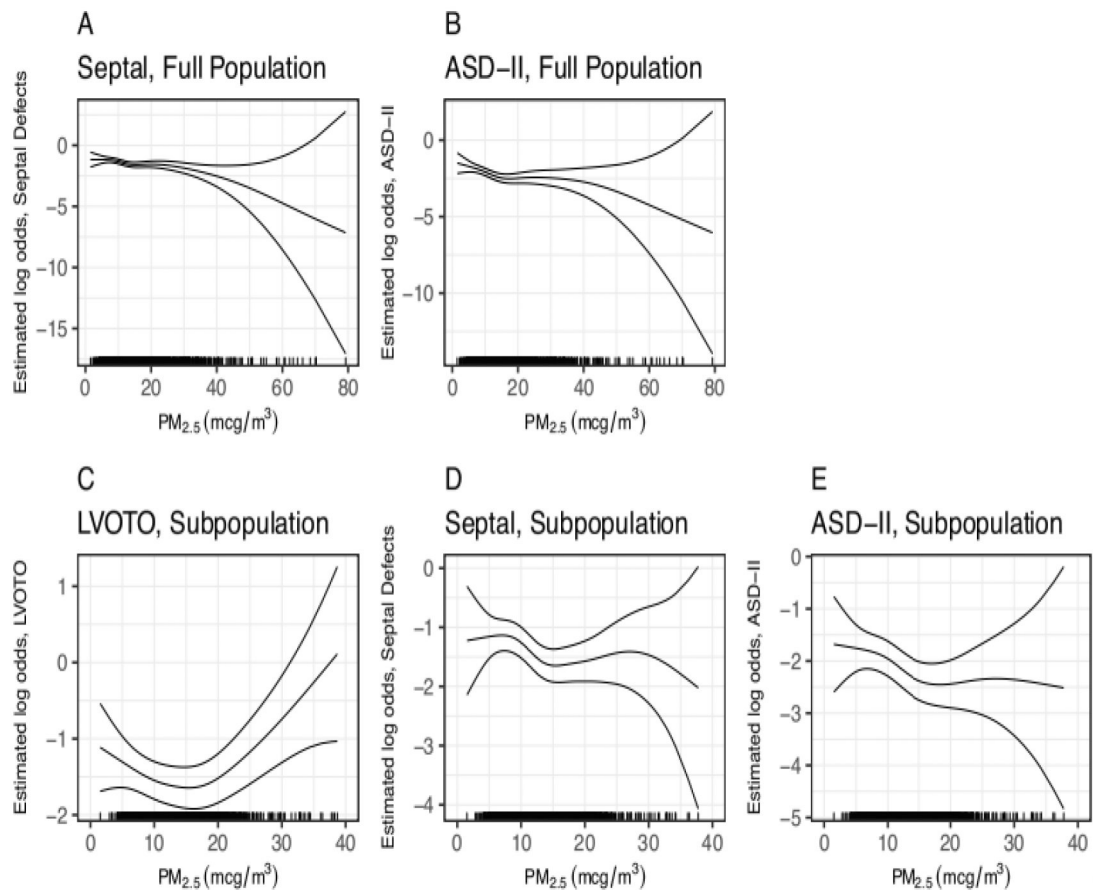 A
Septal, Full Population
Estimated log odds, Septal Defects
0
−5
−10
−15
0 20 40 60 80
PM2.5 (mcg/m3)
B
ASD−II, Full Population
Estimated log odds, ASD−II
0
−5
−10
0 20 40 60 80
PM2.5 (mcg/m3)
C
LVOTO, Subpopulation
Estimated log odds, LVOTO
1
0
−1
−2
0 10 20 30 40
PM2.5 (mcg/m3)
D
Septal, Subpopulation
Estimated log odds, Septal Defects
0
−1
−2
−3
−4
0 10 20 30 40
PM2.5 (mcg/m3)
E
ASD−II, Subpopulation
Estimated log odds, ASD−II
0
−1
−2
−3
−4
−5
0 10 20 30 40
PM2.5 (mcg/m3)